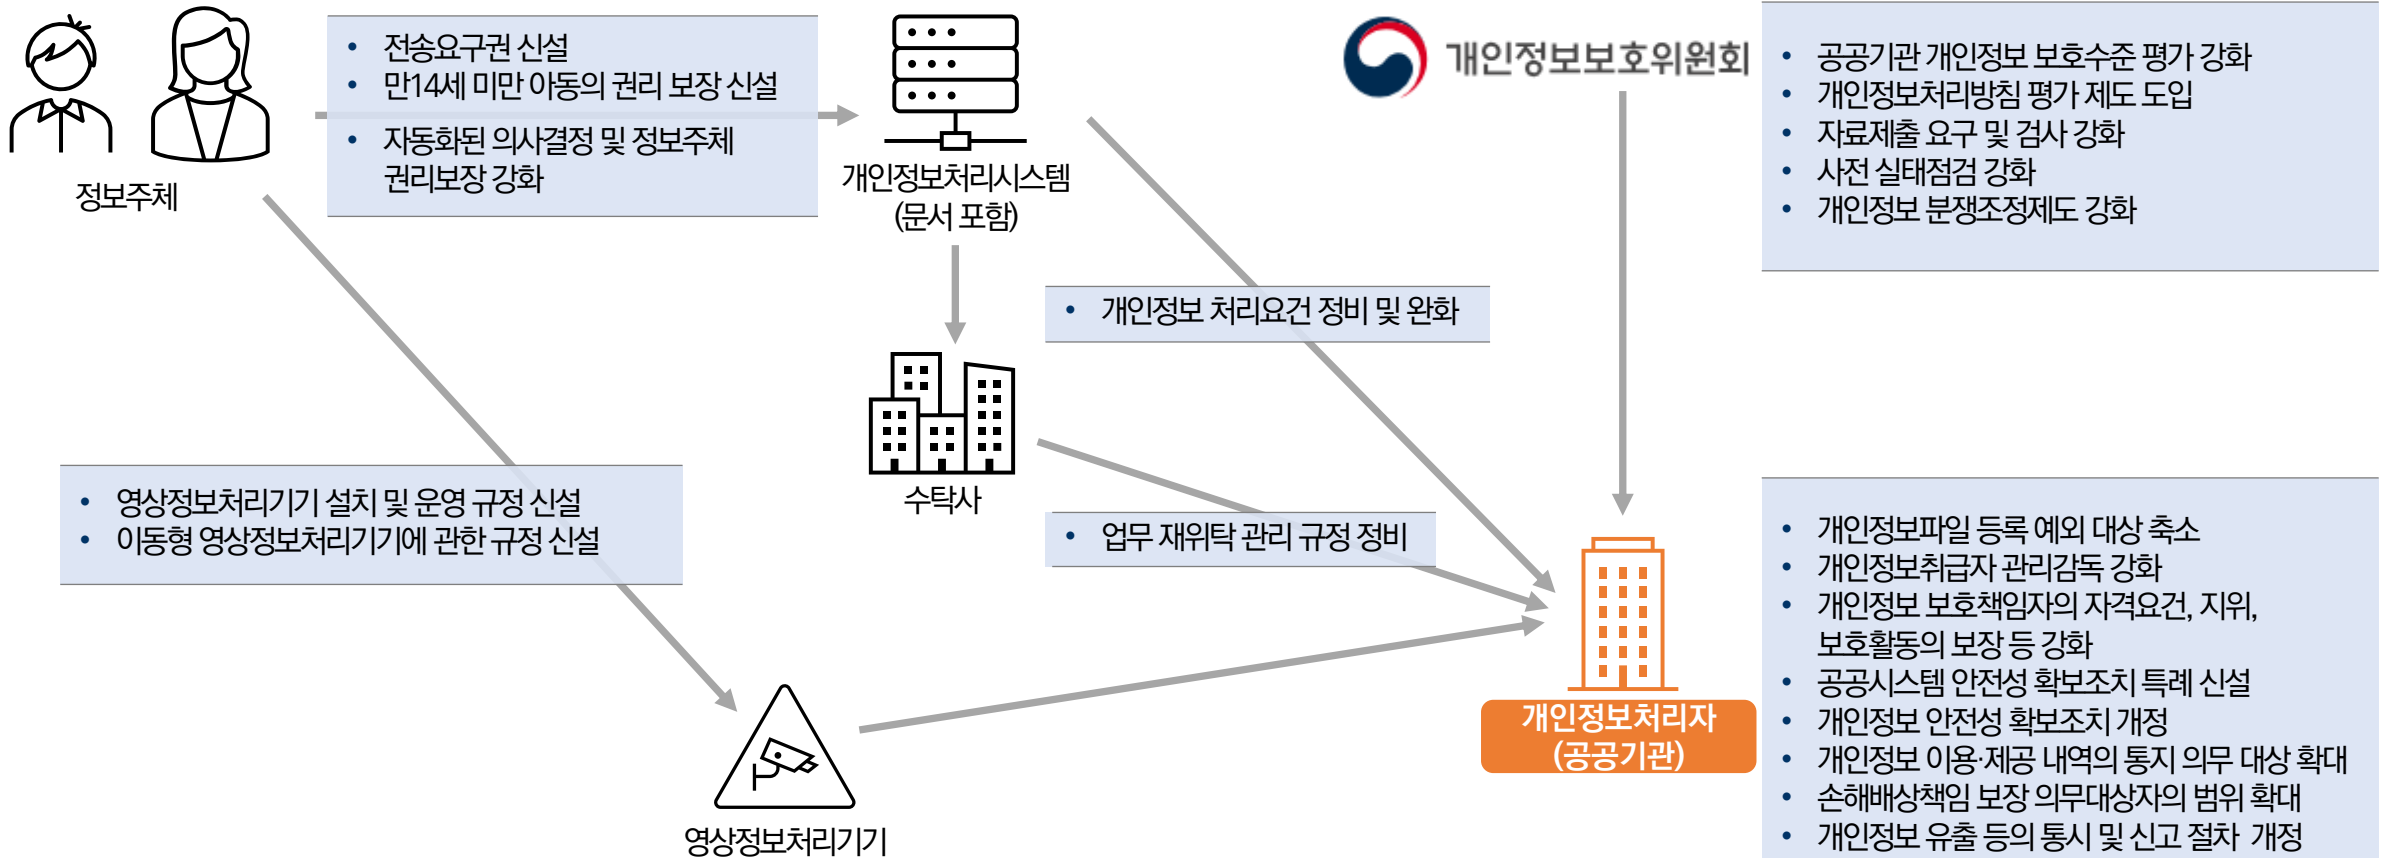 정보주체
• 전송요구권 신설
• 만14세 미만 아동의 권리 보장 신설
• 자동화된 의사결정 및 정보주체
권리보장 강화
개인정보처리시스템
(문서 포함)
개인정보보호위원회
• 공공기관 개인정보 보호수준 평가 강화
• 개인정보처리방침 평가 제도 도입
• 자료제출 요구 및 검사 강화
• 사전 실태점검 강화
• 개인정보 분쟁조정제도 강화
• 개인정보 처리요건 정비 및 완화
수탁사
• 업무 재위탁 관리 규정 정비
• 영상정보처리기기 설치 및 운영 규정 신설
• 이동형 영상정보처리기기에 관한 규정 신설
영상정보처리기기
개인정보처리자
(공공기관)
• 개인정보파일 등록 예외 대상 축소
• 개인정보취급자 관리감독 강화
• 개인정보 보호책임자의 자격요건, 지위,
보호활동의 보장 등 강화
• 공공시스템 안전성 확보조치 특례 신설
• 개인정보 안전성 확보조치 개정
• 개인정보 이용·제공 내역의 통지 의무 대상 확대
• 손해배상책임 보장 의무대상자의 범위 확대
• 개인정보 유출 등의 통시 및 신고 절차 개정